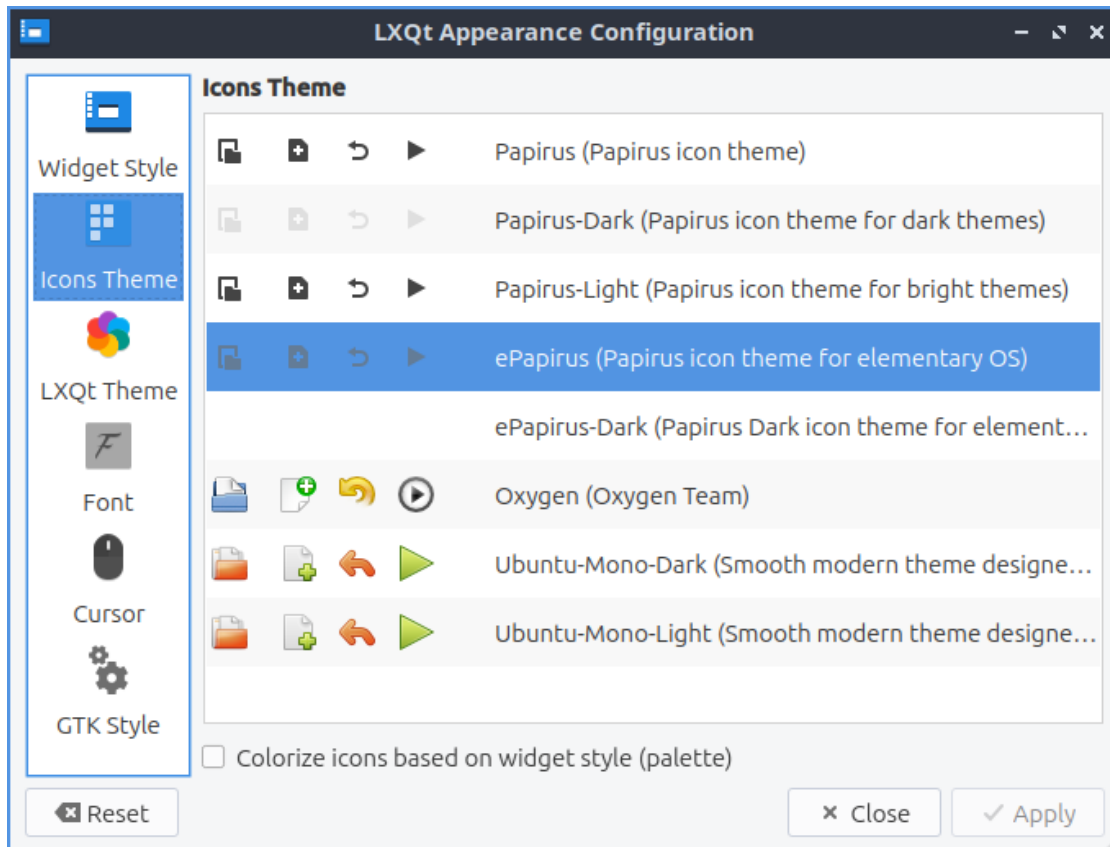 LXQt Appearance Configuration
Widget Style
Icons Theme
LXQt Theme
Font
Cursor
GTK Style
Icons Theme
Papirus (Papirus icon theme)
Papirus-Dark (Papirus icon theme for dark themes)
Papirus-Light (Papirus icon theme for bright themes)
ePapirus (Papirus icon theme for elementary OS)
ePapirus-Dark (Papirus Dark icon theme for element...
Oxygen (Oxygen Team)
Ubuntu-Mono-Dark (Smooth modern theme designe...
Ubuntu-Mono-Light (Smooth modern theme designe...
Colorize icons based on widget style (palette)
Reset
Close
Apply